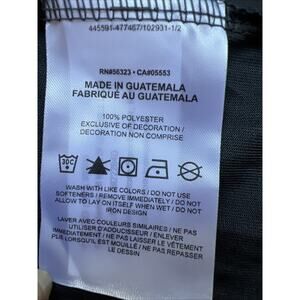 445591-477467/102931-1/2
RN#56323 • CA#05553
MADE IN GUATEMALA
FABRIQUÉ AU GUATEMALA
100% POLYESTER
EXCLUSIVE OF DECORATION /
DECORATION NON COMPRISE
30C
WASH WITH LIKE COLORS / DO NOT USE
SOFTENERS / REMOVE IMMEDIATELY / DO NOT
ALLOW TO LAY ON ITSELF WHEN WET / DO NOT
IRON DESIGN
LAVER AVEC COULEURS SIMILAIRES / NE PAS
UTILISER D'ADOUCISSEUR / ENLEVER
IMMÉDIATEMENT / NE PAS LAISSER LE VÊTEMENT
PLIÉ LORSQU'IL EST MOUILLÉ / NE PAS REPASSER
LE DESSIN